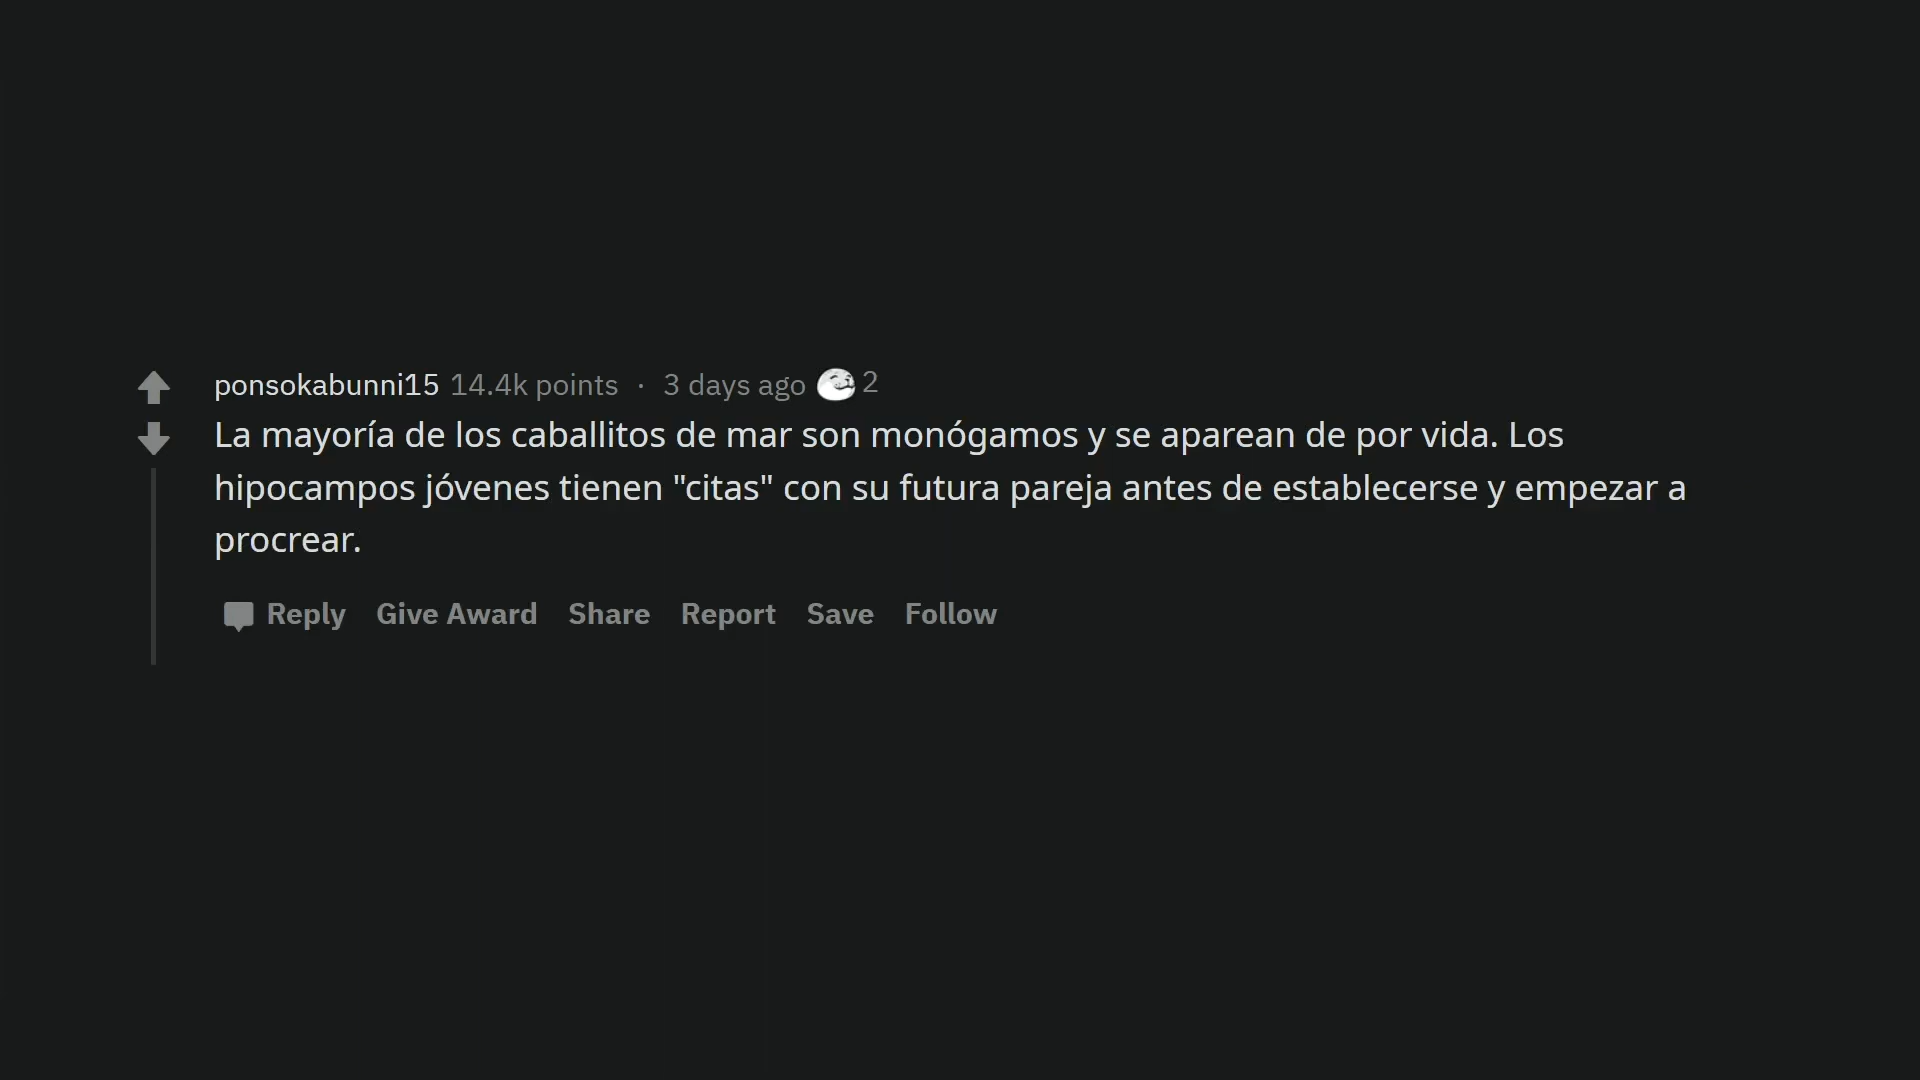 ponsokabunni15 14.4k points · 3 days ago 2
La mayoría de los caballitos de mar son monógamos y se aparean de por vida. Los
hipocampos jóvenes tienen "citas" con su futura pareja antes de establecerse y empezar a
procrear.
Reply Give Award Share Report Save Follow